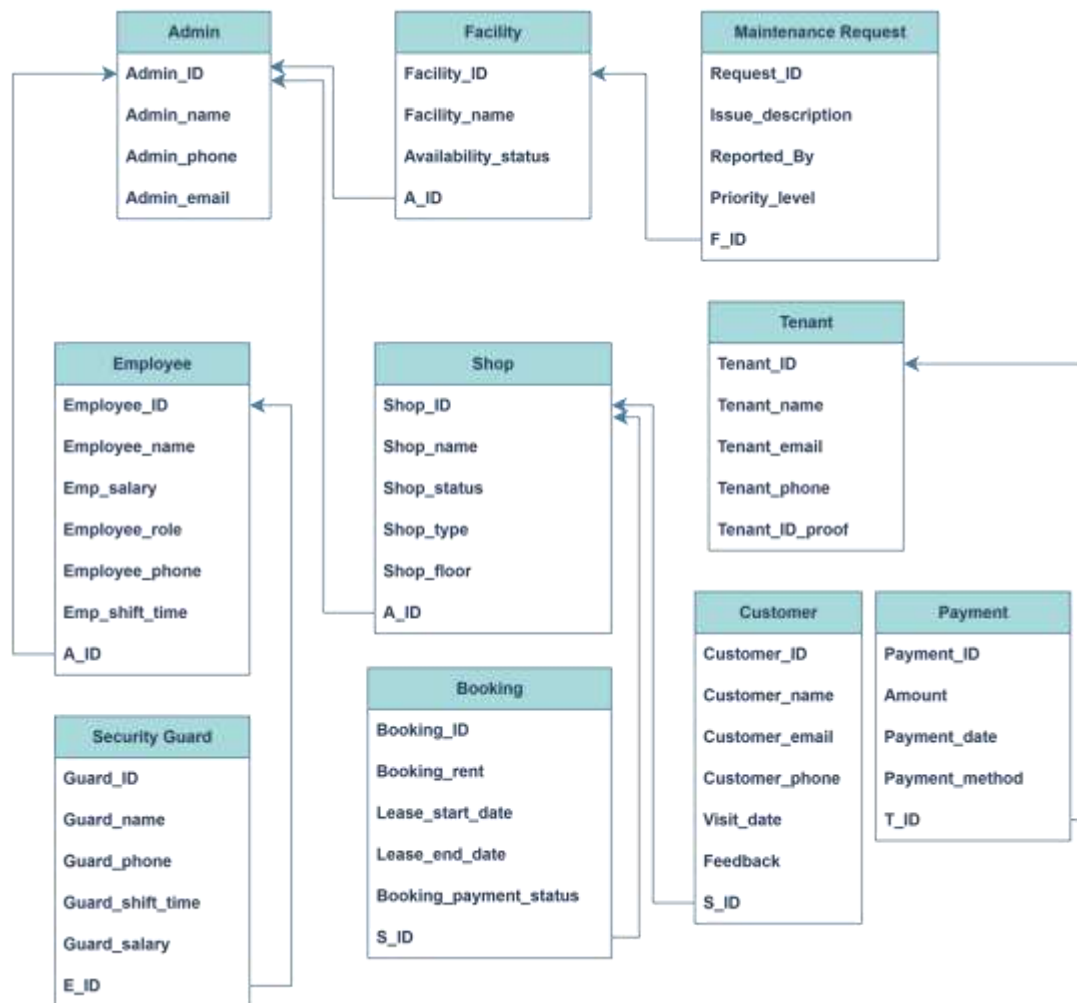 Admin
Admin_ID
Admin_name
Admin_phone
Admin_email
Facility
Facility_ID
Facility_name
Availability_status
A_ID
Maintenance Request
Request_ID
Issue_description
Reported_By
Priority_level
F_ID
Employee
Employee_ID
Employee_name
Emp_salary
Employee_role
Employee_phone
Emp_shift_time
A_ID
Shop
Shop_ID
Shop_name
Shop_status
Shop_type
Shop_floor
A_ID
Tenant
Tenant_ID
Tenant_name
Tenant_email
Tenant_phone
Tenant_ID_proof
Security Guard
Guard_ID
Guard_name
Guard_phone
Guard_shift_time
Guard_salary
E_ID
Booking
Booking_ID
Booking_rent
Lease_start_date
Lease_end_date
Booking_payment_status
S_ID
Customer
Customer_ID
Customer_name
Customer_email
Customer_phone
Visit_date
Feedback
S_ID
Payment
Payment_ID
Amount
Payment_date
Payment_method
T_ID